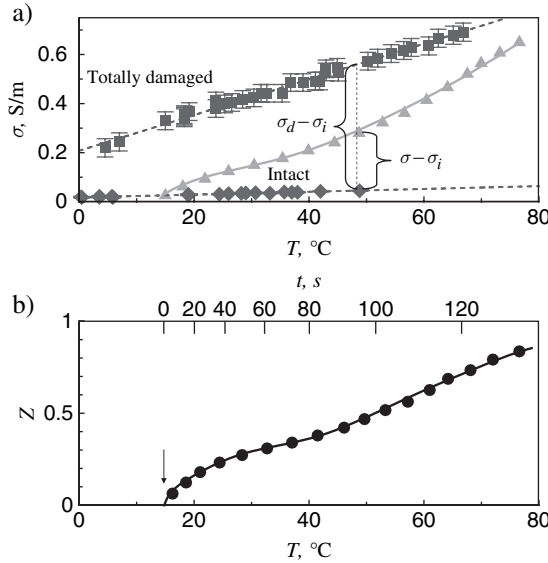 a)
σ, S/m
0.6
0.4
0.2
0
Totally damaged
σd – σi
σ – σi
Intact
0 20 40 60 80
T, °C
b)
t, s
0 20 40 60 80 100 120
Z
1
0.5
0
0 20 40 60 80
T, °C